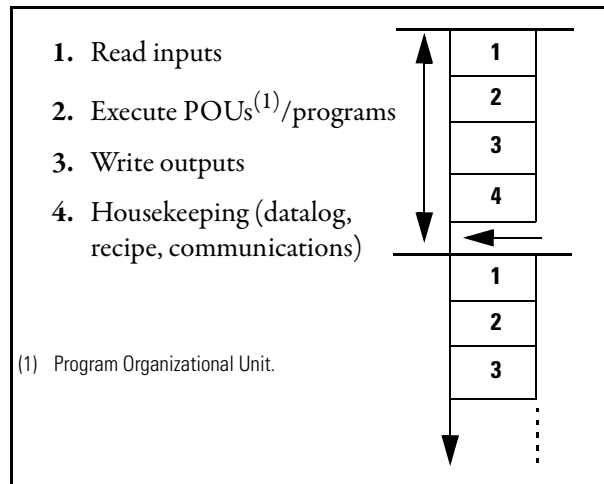 1. Read inputs
2. Execute POUs(1)/programs
3. Write outputs
4. Housekeeping (datalog,
recipe, communications)
(1) Program Organizational Unit.
1
2
3
4
1
2
3